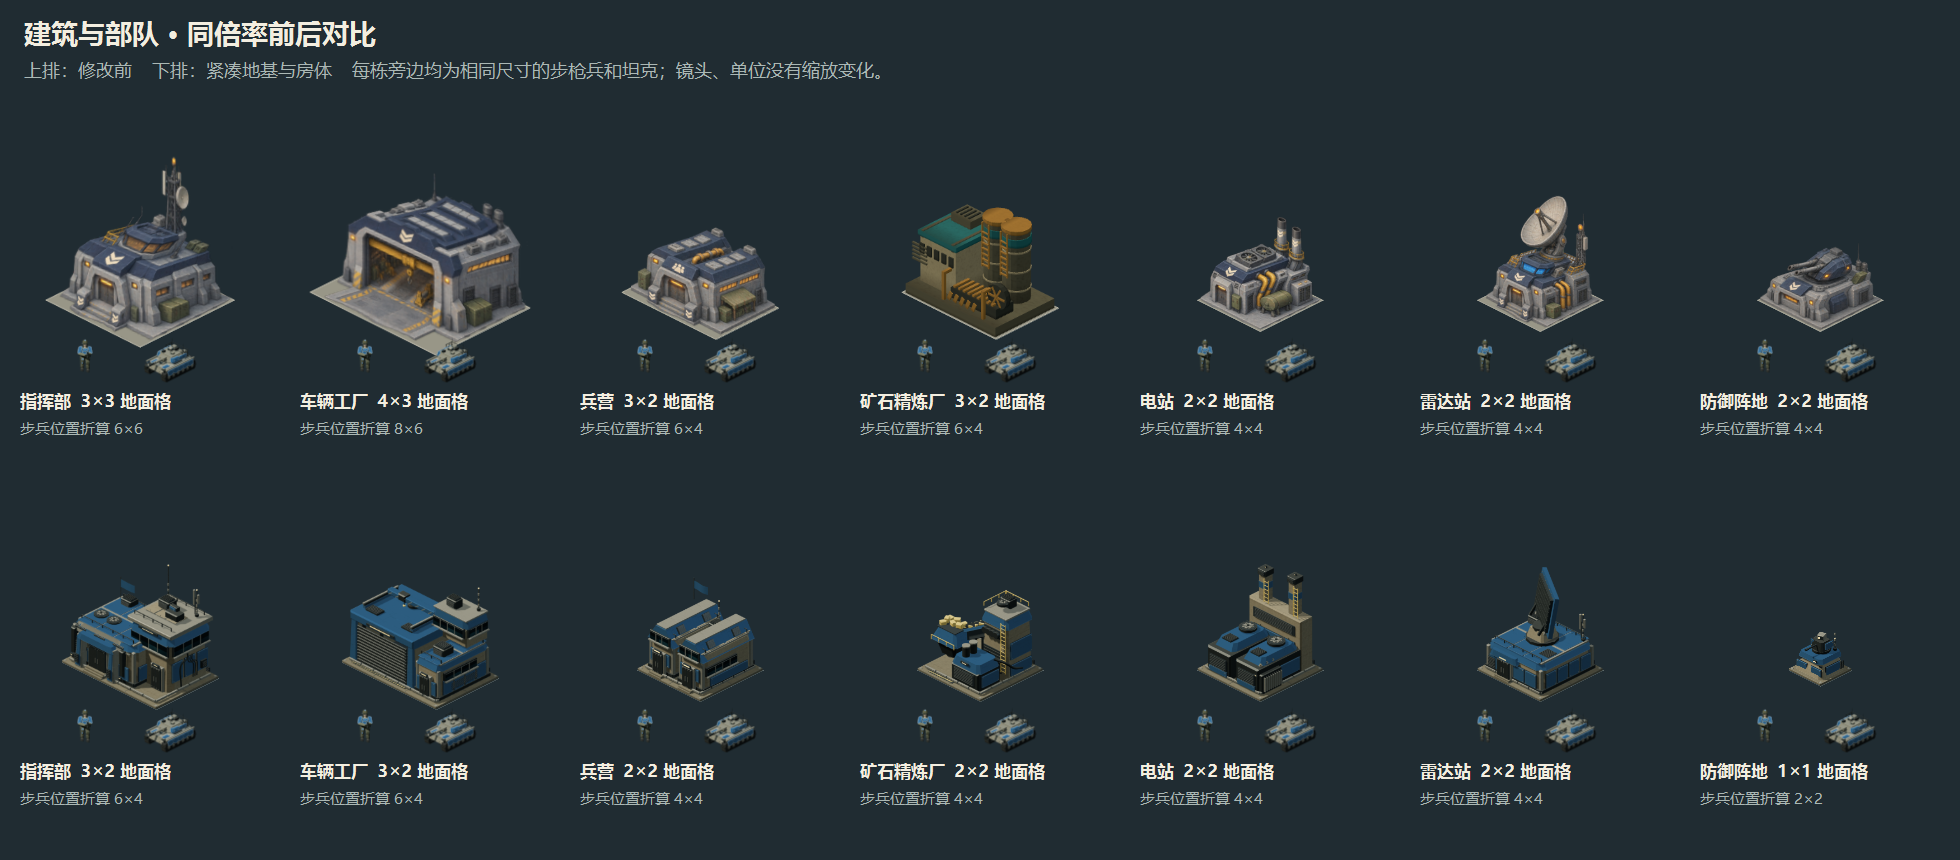 建筑与部队 • 同倍率前后对比
上排：修改前 下排：紧凑地基与房体 每栋旁边均为相同尺寸的步枪兵和坦克；镜头、单位没有缩放变化。
指挥部 3×3 地面格
步兵位置折算 6×6
车辆工厂 4×3 地面格
步兵位置折算 8×6
兵营 3×2 地面格
步兵位置折算 6×4
矿石精炼厂 3×2 地面格
步兵位置折算 6×4
电站 2×2 地面格
步兵位置折算 4×4
雷达站 2×2 地面格
步兵位置折算 4×4
防御阵地 2×2 地面格
步兵位置折算 4×4
指挥部 3×2 地面格
步兵位置折算 6×4
车辆工厂 3×2 地面格
步兵位置折算 6×4
兵营 2×2 地面格
步兵位置折算 4×4
矿石精炼厂 2×2 地面格
步兵位置折算 4×4
电站 2×2 地面格
步兵位置折算 4×4
雷达站 2×2 地面格
步兵位置折算 4×4
防御阵地 1×1 地面格
步兵位置折算 2×2